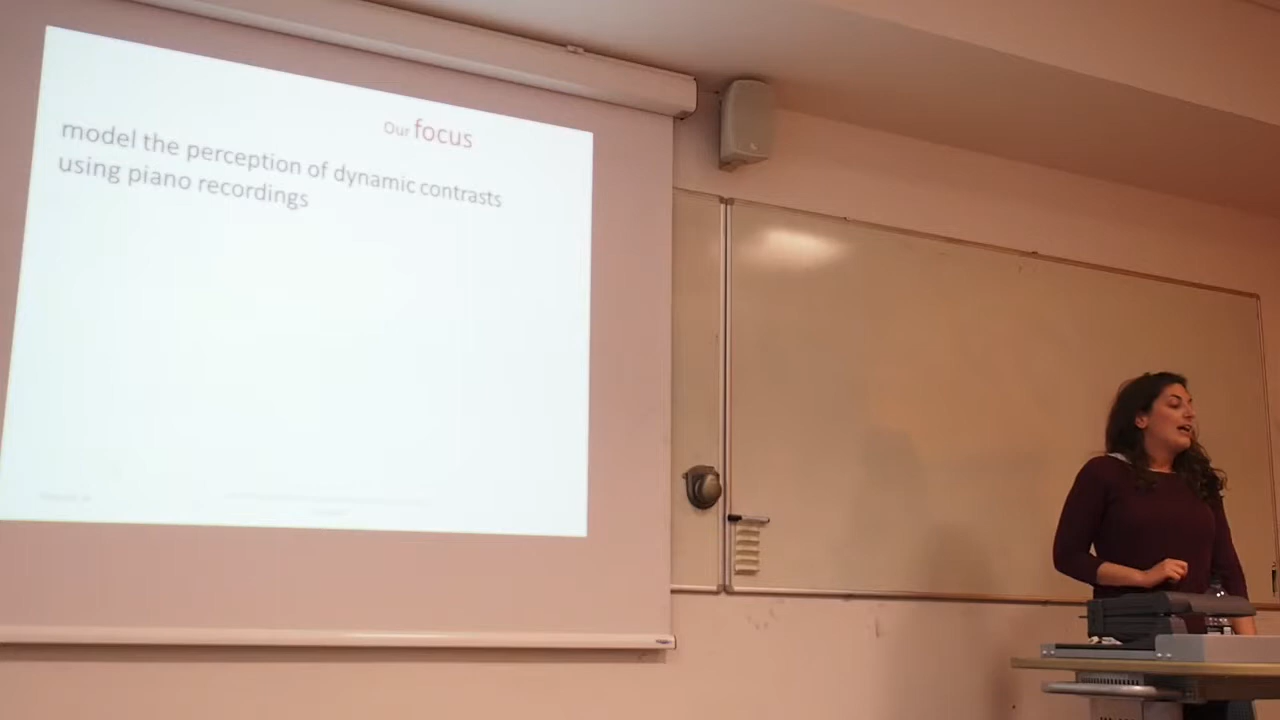 Our focus
model the perception of dynamic contrasts
using piano recordings